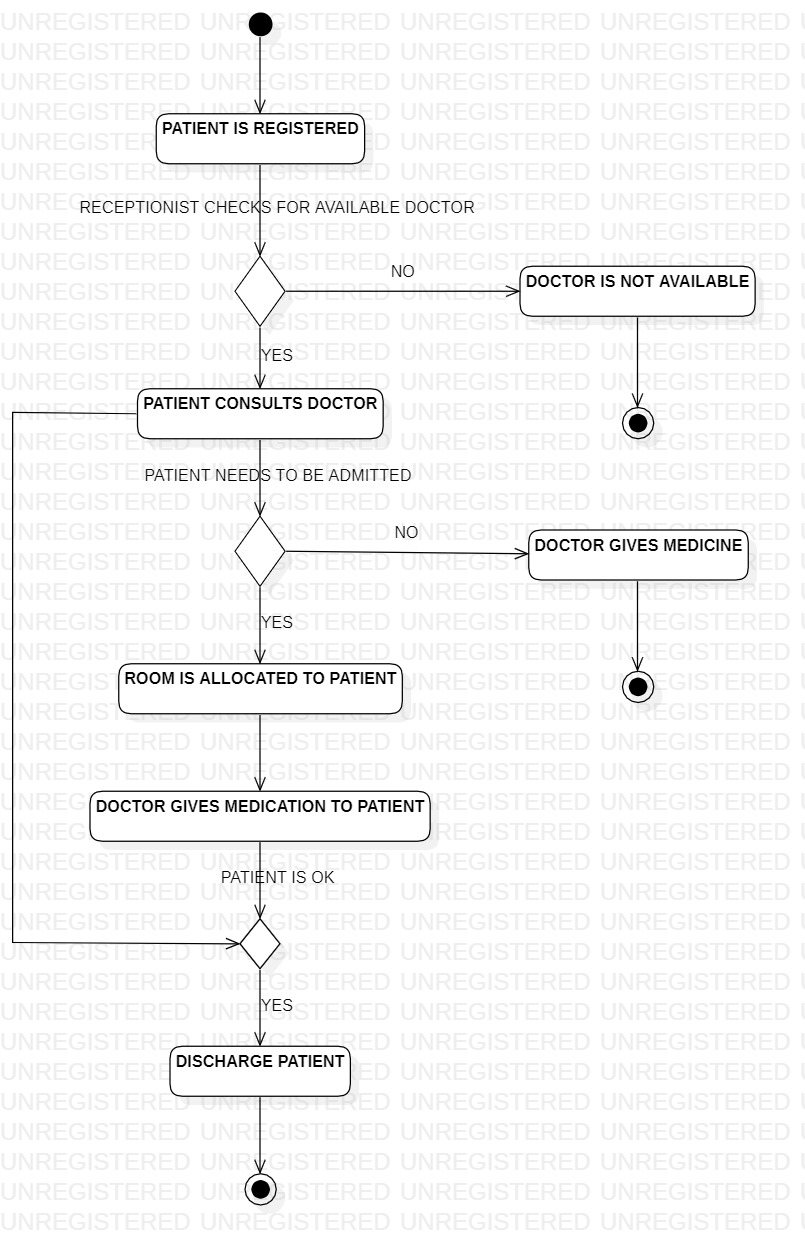 PATIENT IS REGISTERED
RECEPTIONIST CHECKS FOR AVAILABLE DOCTOR
NO
DOCTOR IS NOT AVAILABLE
YES
PATIENT CONSULTS DOCTOR
PATIENT NEEDS TO BE ADMITTED
NO
DOCTOR GIVES MEDICINE
YES
ROOM IS ALLOCATED TO PATIENT
DOCTOR GIVES MEDICATION TO PATIENT
PATIENT IS OK
YES
DISCHARGE PATIENT
UNREGISTERED UNREGISTERED UNREGISTERED UNREGISTERED